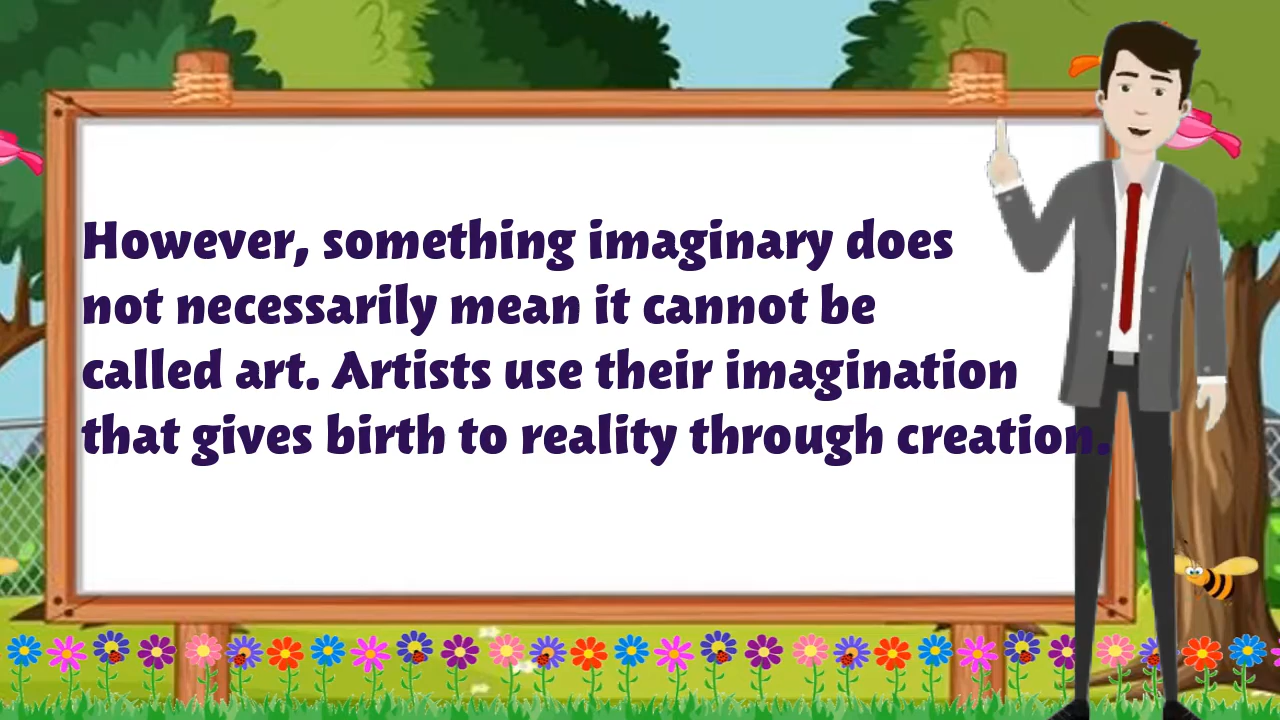 However, something imaginary does
not necessarily mean it cannot be
called art. Artists use their imagination
that gives birth to reality through creation.